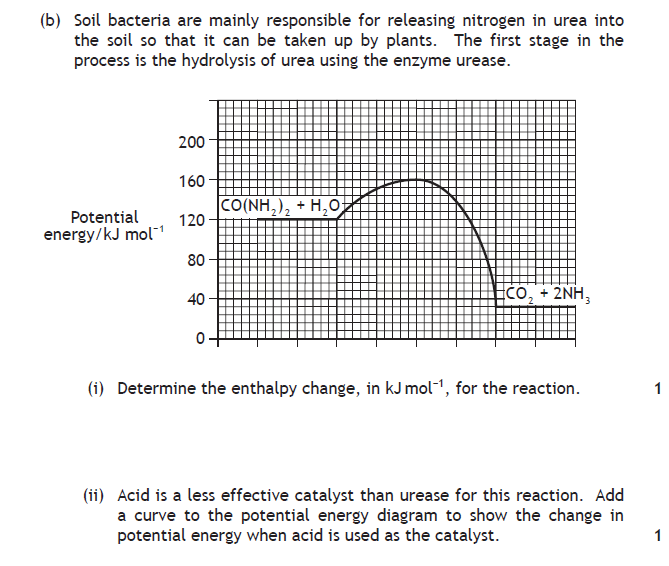 (b) Soil bacteria are mainly responsible for releasing nitrogen in urea into
the soil so that it can be taken up by plants. The first stage in the
process is the hydrolysis of urea using the enzyme urease.
200
160
CO(NH₂)₂ + H₂O
Potential
energy/kJ mol⁻¹
120
80
CO₂ + 2NH₃
40
0
(i) Determine the enthalpy change, in kJ mol⁻¹, for the reaction. 1
(ii) Acid is a less effective catalyst than urease for this reaction. Add
a curve to the potential energy diagram to show the change in
potential energy when acid is used as the catalyst. 1